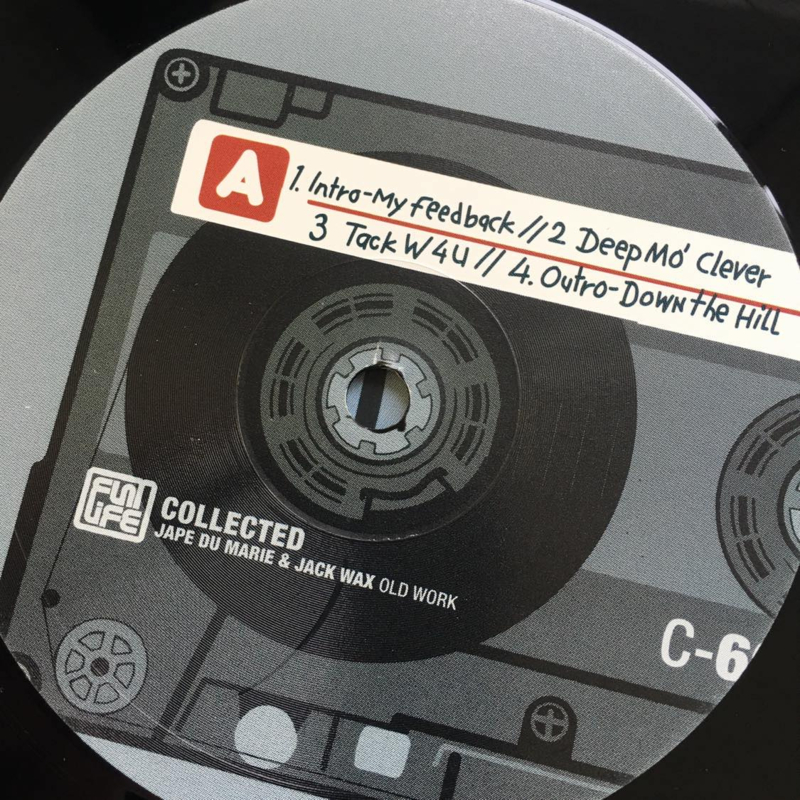 A
1. Intro-My Feedback // 2 Deep Mo' Clever
3 Tack W 4 U // 4. Outro-Down the Hill
FUN LIFE
COLLECTED
JAPE DU MARIE & JACK WAX OLD WORK
C-6